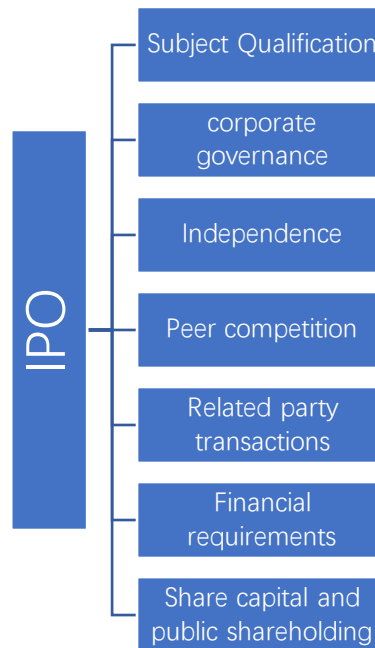 IPO
Subject Qualification
corporate
governance
Independence
Peer competition
Related party
transactions
Financial
requirements
Share capital and
public shareholding